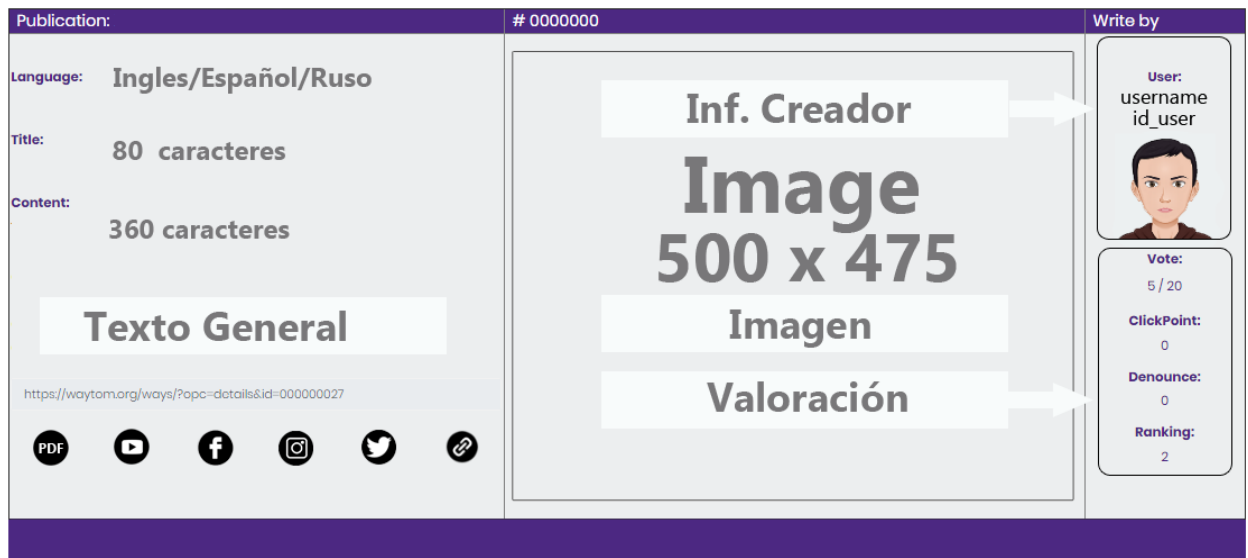 Publication:
# 0000000
Write by
Language:
Ingles/Español/Ruso
Title:
80 caracteres
Content:
360 caracteres
Texto General
https://waytom.org/ways/?opc=details&id=000000027
PDF
Inf. Creador
Image
500 x 475
Imagen
Valoración
User:
username
id_user
Vote:
5 / 20
ClickPoint:
0
Denounce:
0
Ranking:
2